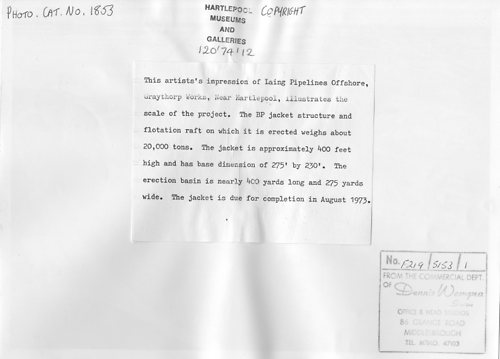 PHOTO. CAT. NO. 1853
HARTLEPOOL
MUSEUMS
AND
GALLERIES
COPYRIGHT
120'74'12
This artists's impression of Laing Pipelines Offshore,
Graythorp Works, Near Hartlepool, illustrates the
scale of the project. The BP jacket structure and
flotation raft on which it is erected weighs about
20,000 tons. The jacket is approximately 400 feet
high and has base dimension of 275' by 230'. The
erection basin is nearly 400 yards long and 275 yards
wide. The jacket is due for completion in August 1973.
No. F219/5153/1
FROM THE COMMERCIAL DEPT.
OF Dennis
OFFICE & HEAD STUDIOS
86 GRANGE ROAD
MIDDLESBROUGH
TEL.